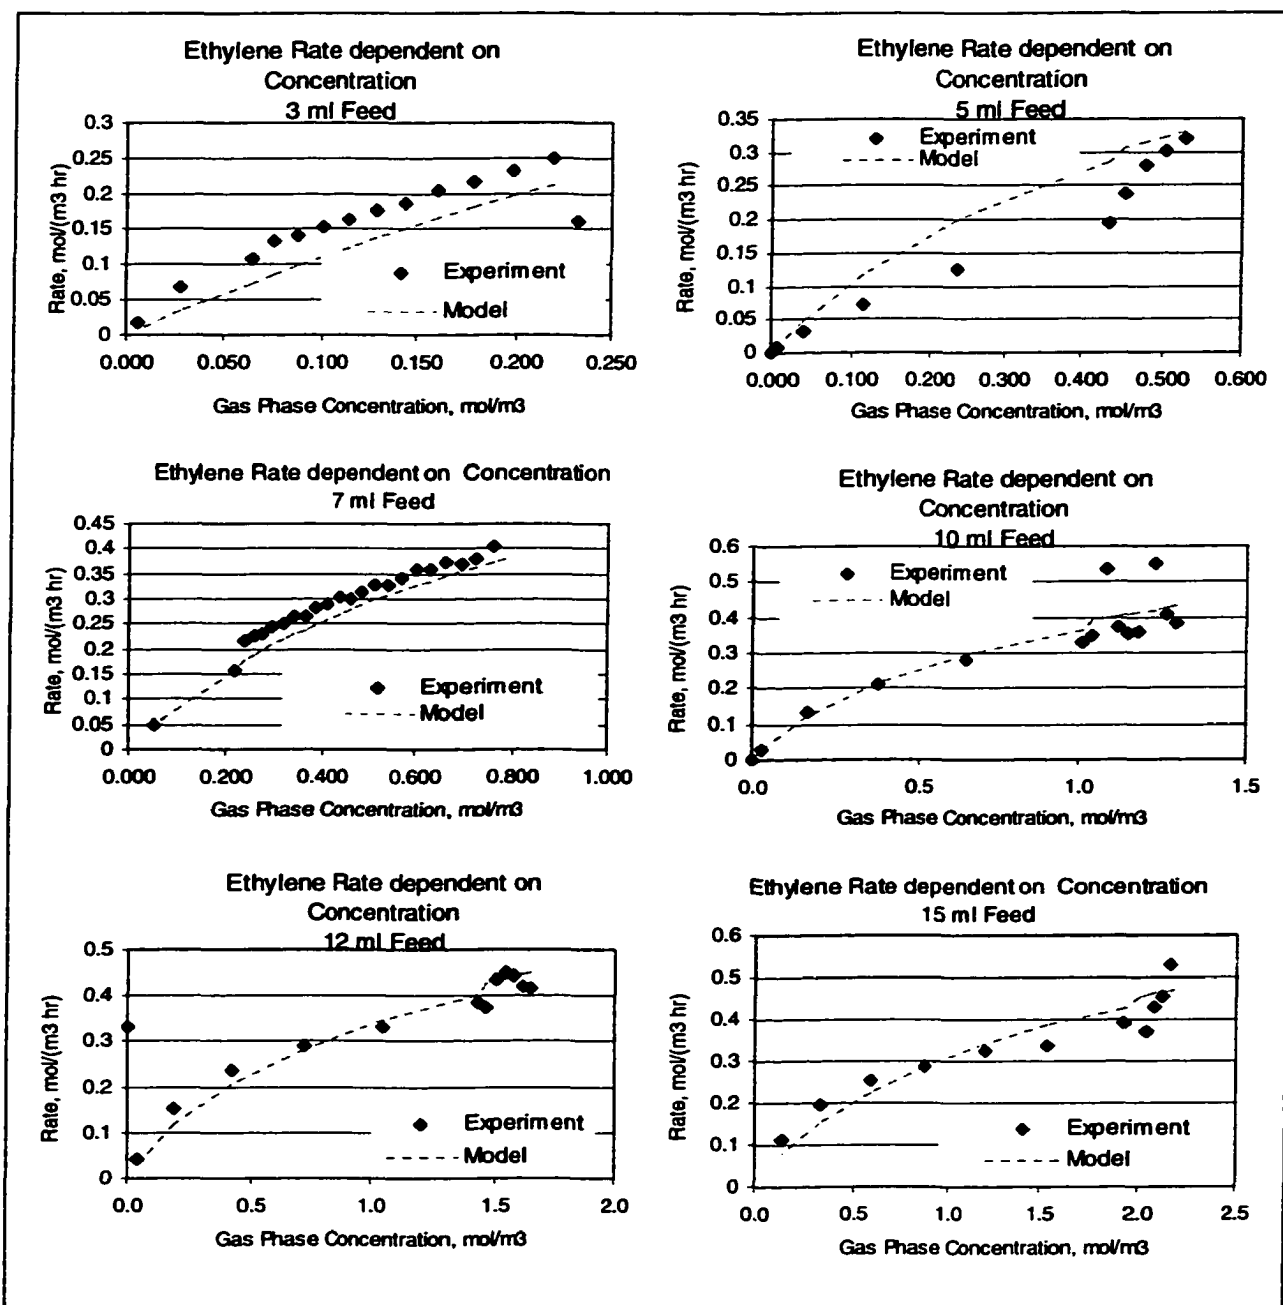 Ethylene Rate dependent on
Concentration
3 ml Feed
0.3
0.25
0.2
0.15
0.1
0.05
0
Rate, mol/(m3 hr)
Experiment
Model
0.000 0.050 0.100 0.150 0.200 0.250
Gas Phase Concentration, mol/m3
Ethylene Rate dependent on
Concentration
5 ml Feed
0.35
0.3
0.25
0.2
0.15
0.1
0.05
0
Rate, mol/(m3 hr)
Experiment
Model
0.000 0.100 0.200 0.300 0.400 0.500 0.600
Gas Phase Concentration, mol/m3
Ethylene Rate dependent on Concentration
7 ml Feed
0.45
0.4
0.35
0.3
0.25
0.2
0.15
0.1
0.05
0
Rate, mol/(m3 hr)
Experiment
Model
0.000 0.200 0.400 0.600 0.800 1.000
Gas Phase Concentration, mol/m3
Ethylene Rate dependent on
Concentration
10 ml Feed
0.6
0.5
0.4
0.3
0.2
0.1
0
Rate, mol/(m3 hr)
Experiment
Model
0.0 0.5 1.0 1.5
Gas Phase Concentration, mol/m3
Ethylene Rate dependent on
Concentration
12 ml Feed
0.5
0.4
0.3
0.2
0.1
0
Rate, mol/(m3 hr)
Experiment
Model
0.0 0.5 1.0 1.5 2.0
Gas Phase Concentration, mol/m3
Ethylene Rate dependent on Concentration
15 ml Feed
0.6
0.5
0.4
0.3
0.2
0.1
0
Rate, mol/(m3 hr)
Experiment
Model
0.0 0.5 1.0 1.5 2.0 2.5
Gas Phase Concentration, mol/m3